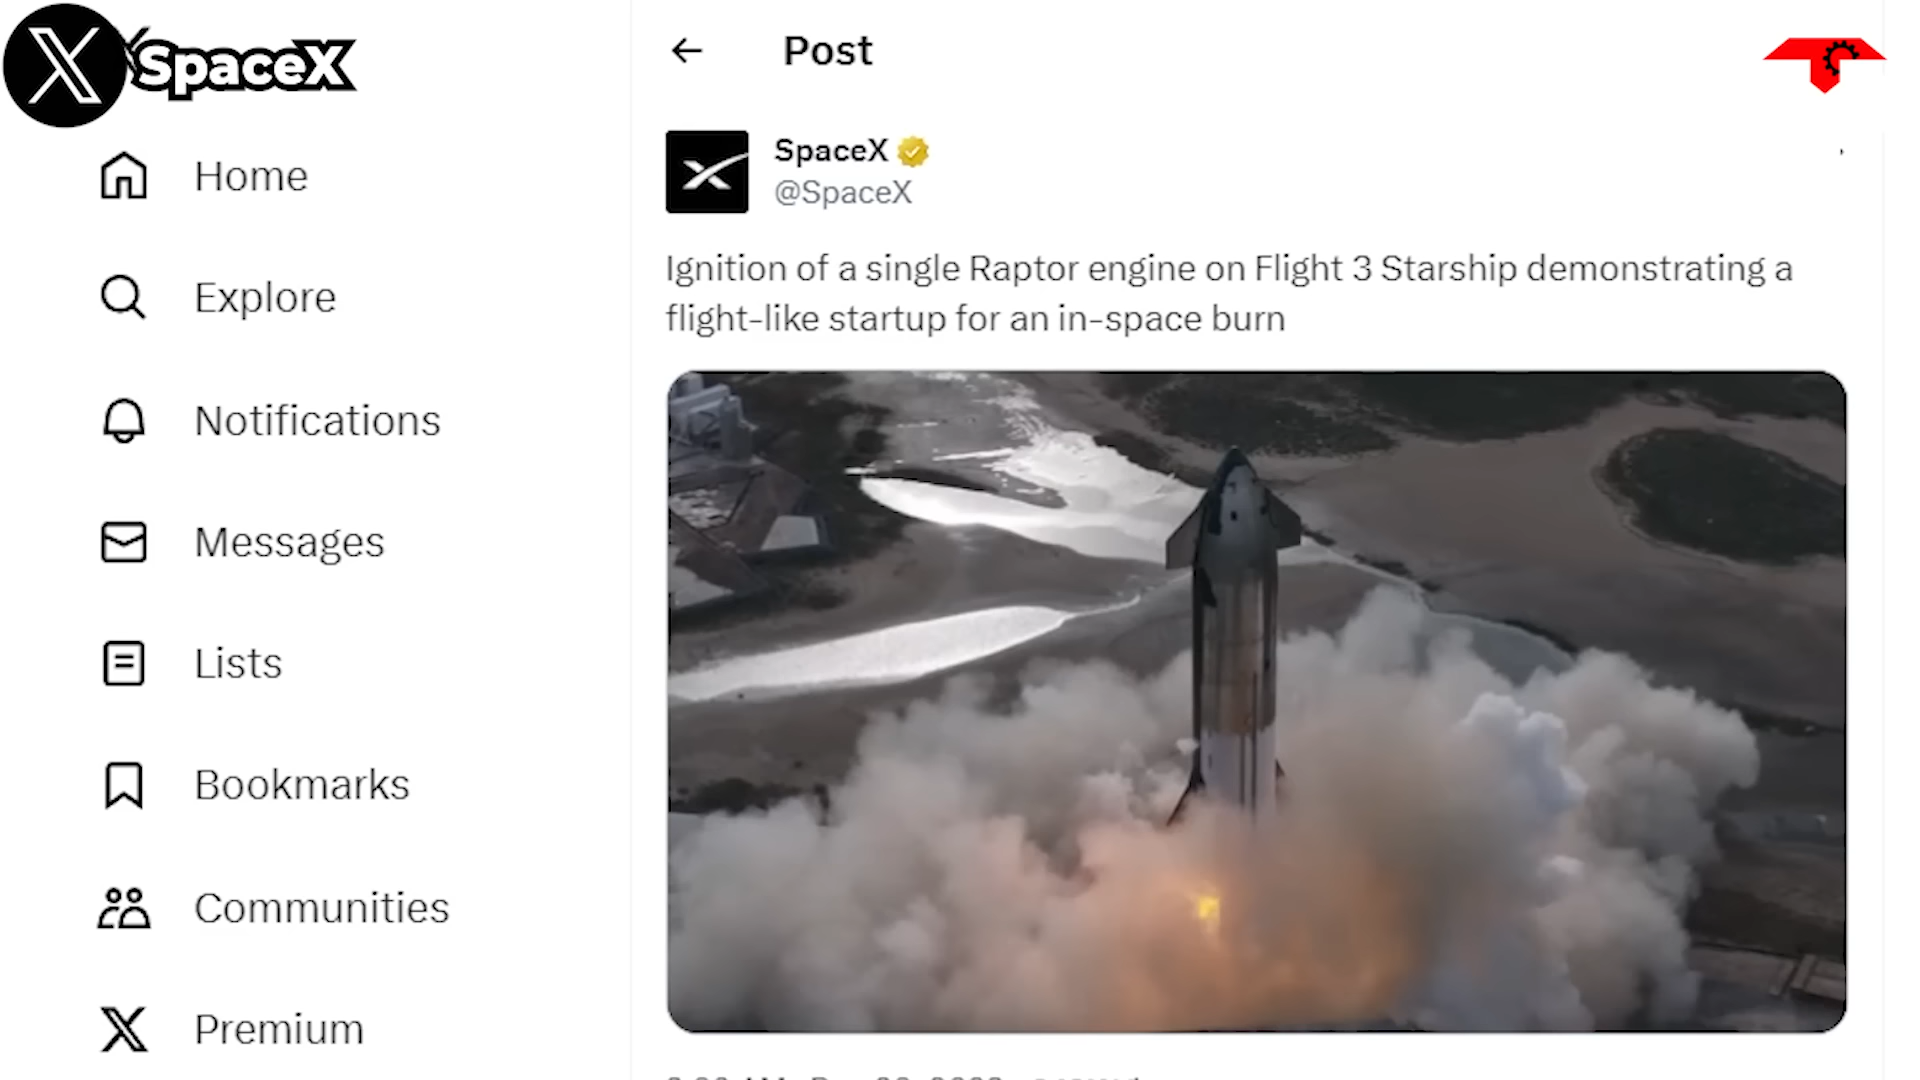 SpaceX
Home
Explore
Notifications
Messages
Lists
Bookmarks
Communities
Premium
Post
SpaceX
@SpaceX
Ignition of a single Raptor engine on Flight 3 Starship demonstrating a
flight-like startup for an in-space burn